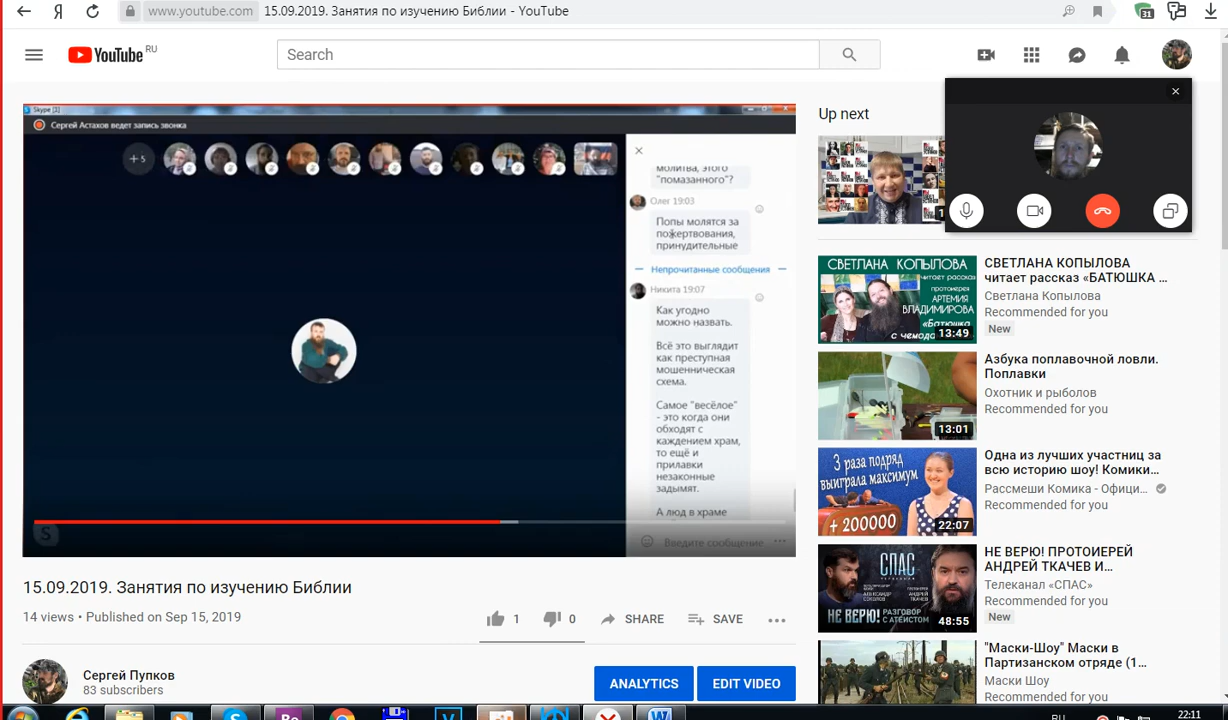 www.youtube.com 15.09.2019. Занятия по изучению Библии - YouTube
31
YouTube RU
Search
Skype [1]
Сергей Астахов ведет запись звонка
+5
молитва, этого
"помазанного"?
Олег 19:03
Попы молятся за
пожертвования,
принудительные
Непрочитанные сообщения
Никита 19:07
Как угодно
можно назвать.
Всё это выглядит
как преступная
мошенническая
схема.
Самое "весёлое"
- это когда они
обходят с
каждением храм,
то ещё и
прилавки
незаконные
задымят.
А люд в храме
Введите сообщение
15.09.2019. Занятия по изучению Библии
14 views • Published on Sep 15, 2019
1
0
SHARE
SAVE
Сергей Пупков
83 subscribers
ANALYTICS
EDIT VIDEO
Up next
СВЕТЛАНА КОПЫЛОВА
читает рассказ
протоиерея
АРТЕМИЯ
ВЛАДИМИРОВА
«Батюшка
с чемода
13:49
СВЕТЛАНА КОПЫЛОВА
читает рассказ «БАТЮШКА ...
Светлана Копылова
Recommended for you
New
13:01
Азбука поплавочной ловли.
Поплавки
Охотник и рыболов
Recommended for you
3 раза подряд
выиграла максимум
+ 200000
22:07
Одна из лучших участниц за
всю историю шоу! Комики...
Рассмеши Комика - Офици...
Recommended for you
СПАС
НЕ ВЕРЮ! РАЗГОВОР
С АТЕИСТОМ
48:55
НЕ ВЕРЮ! ПРОТОИЕРЕЙ
АНДРЕЙ ТКАЧЕВ И...
Телеканал «СПАС»
Recommended for you
New
"Маски-Шоу" Маски в
Партизанском отряде (1...
Маски Шоу
Recommended for you
RU
22:11